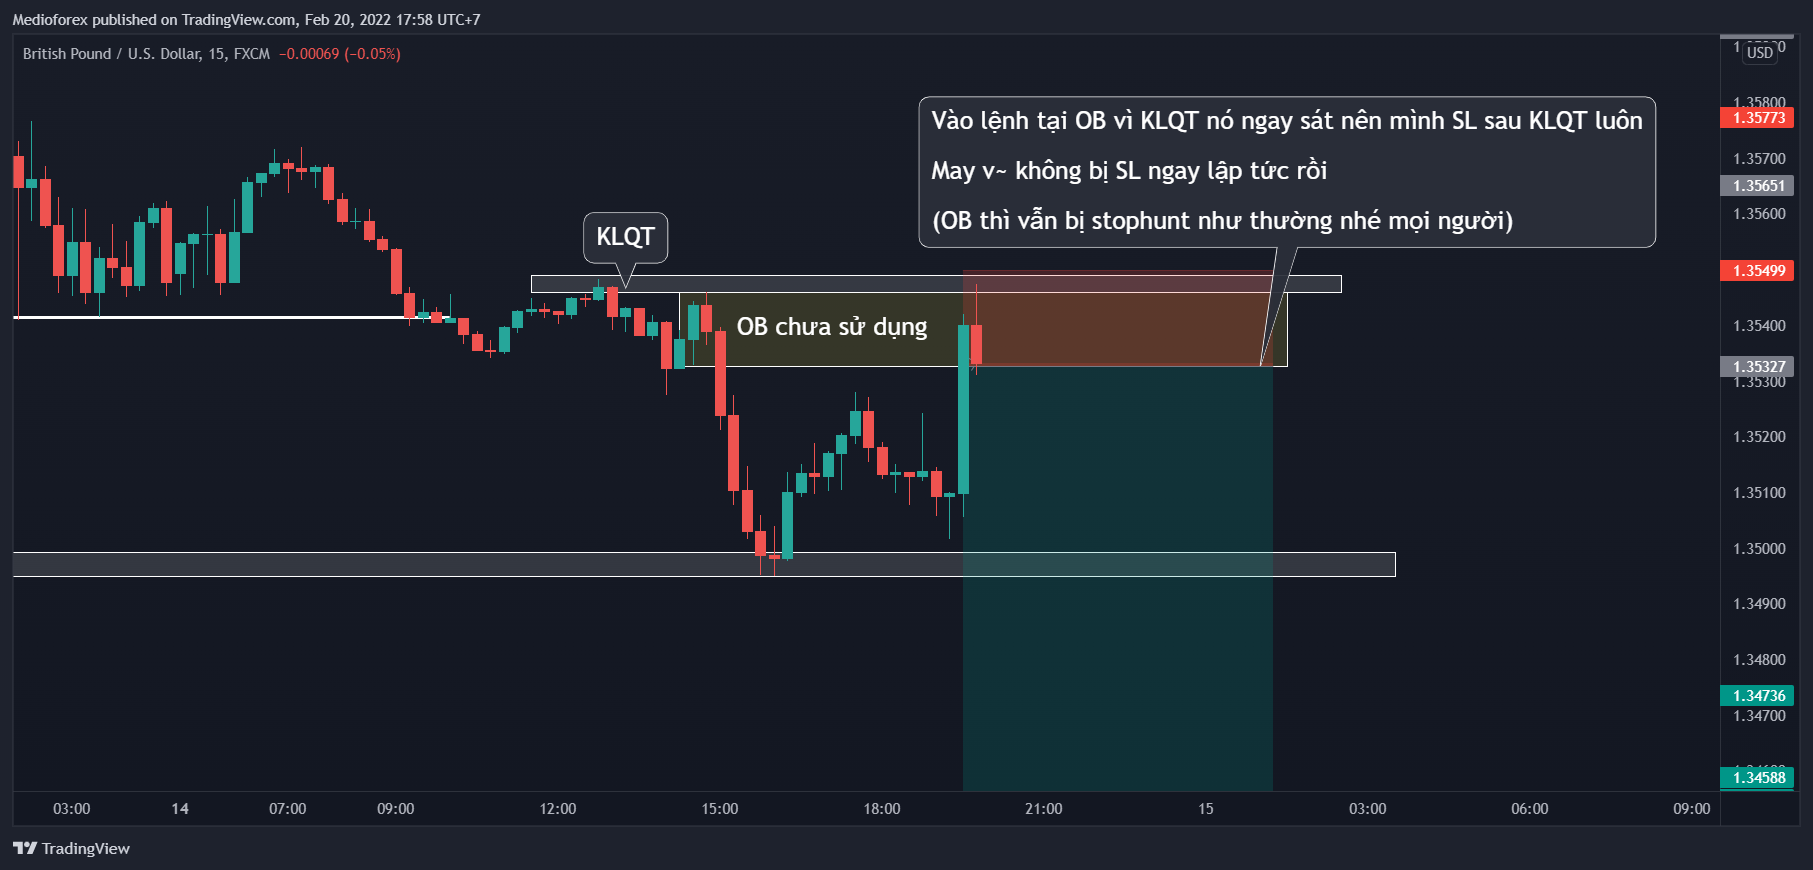 Medioforex published on TradingView.com, Feb 20, 2022 17:58 UTC+7
British Pound / U.S. Dollar, 15, FXCM −0.00069 (−0.05%)
USD
Vào lệnh tại OB vì KLQT nó ngay sát nên mình SL sau KLQT luôn
May v~ không bị SL ngay lập tức rồi
(OB thì vẫn bị stophunt như thường nhé mọi người)
KLQT
OB chưa sử dụng
1.35800
1.35773
1.35700
1.35651
1.35600
1.35499
1.35400
1.35327
1.35300
1.35200
1.35100
1.35000
1.34900
1.34800
1.34736
1.34700
1.34588
03:00 14 07:00 09:00 12:00 15:00 18:00 21:00 15 03:00 06:00 09:00
TradingView